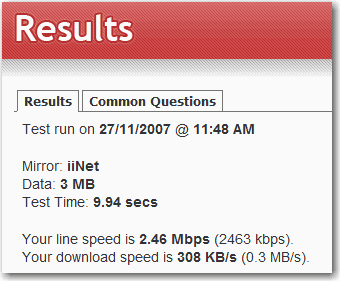 Results
Results Common Questions
Test run on 27/11/2007 @ 11:48 AM
Mirror: iiNet
Data: 3 MB
Test Time: 9.94 secs
Your line speed is 2.46 Mbps (2463 kbps).
Your download speed is 308 KB/s (0.3 MB/s).